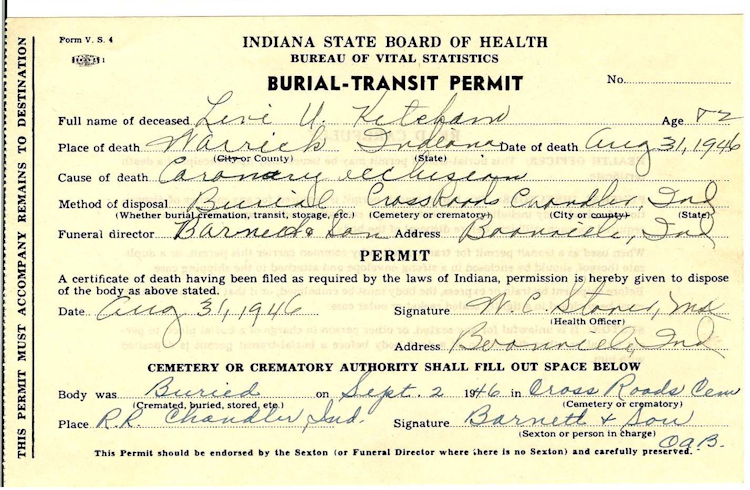 Form V. S. 4
INDIANA STATE BOARD OF HEALTH
BUREAU OF VITAL STATISTICS
BURIAL-TRANSIT PERMIT
No.
Full name of deceased Levi U. Ketcham Age 82
Place of death Warrick Indiana Date of death Aug 31, 1946
(City or County) (State)
Cause of death Coronary occlusion
Method of disposal Burial CrossRoads Chandler, Ind
(Whether burial, cremation, transit, storage, etc.) (Cemetery or crematory) (City or county) (State)
Funeral director Barnett & Son Address Boonville, Ind
PERMIT
A certificate of death having been filed as required by the laws of Indiana, permission is hereby given to dispose
of the body as above stated.
Date Aug 31, 1946 Signature W. C. Stover, Md
(Health Officer)
Address Boonville, Ind
CEMETERY OR CREMATORY AUTHORITY SHALL FILL OUT SPACE BELOW
Body was Buried on Sept. 2 1946 in Cross Roads Cem
(Cremated, buried, stored, etc.) (Cemetery or crematory)
Place R.R. Chandler Ind. Signature Barnett & Son
(Sexton or person in charge) OaB.
This Permit should be endorsed by the Sexton (or Funeral Director where there is no Sexton) and carefully preserved.
THIS PERMIT MUST ACCOMPANY REMAINS TO DESTINATION